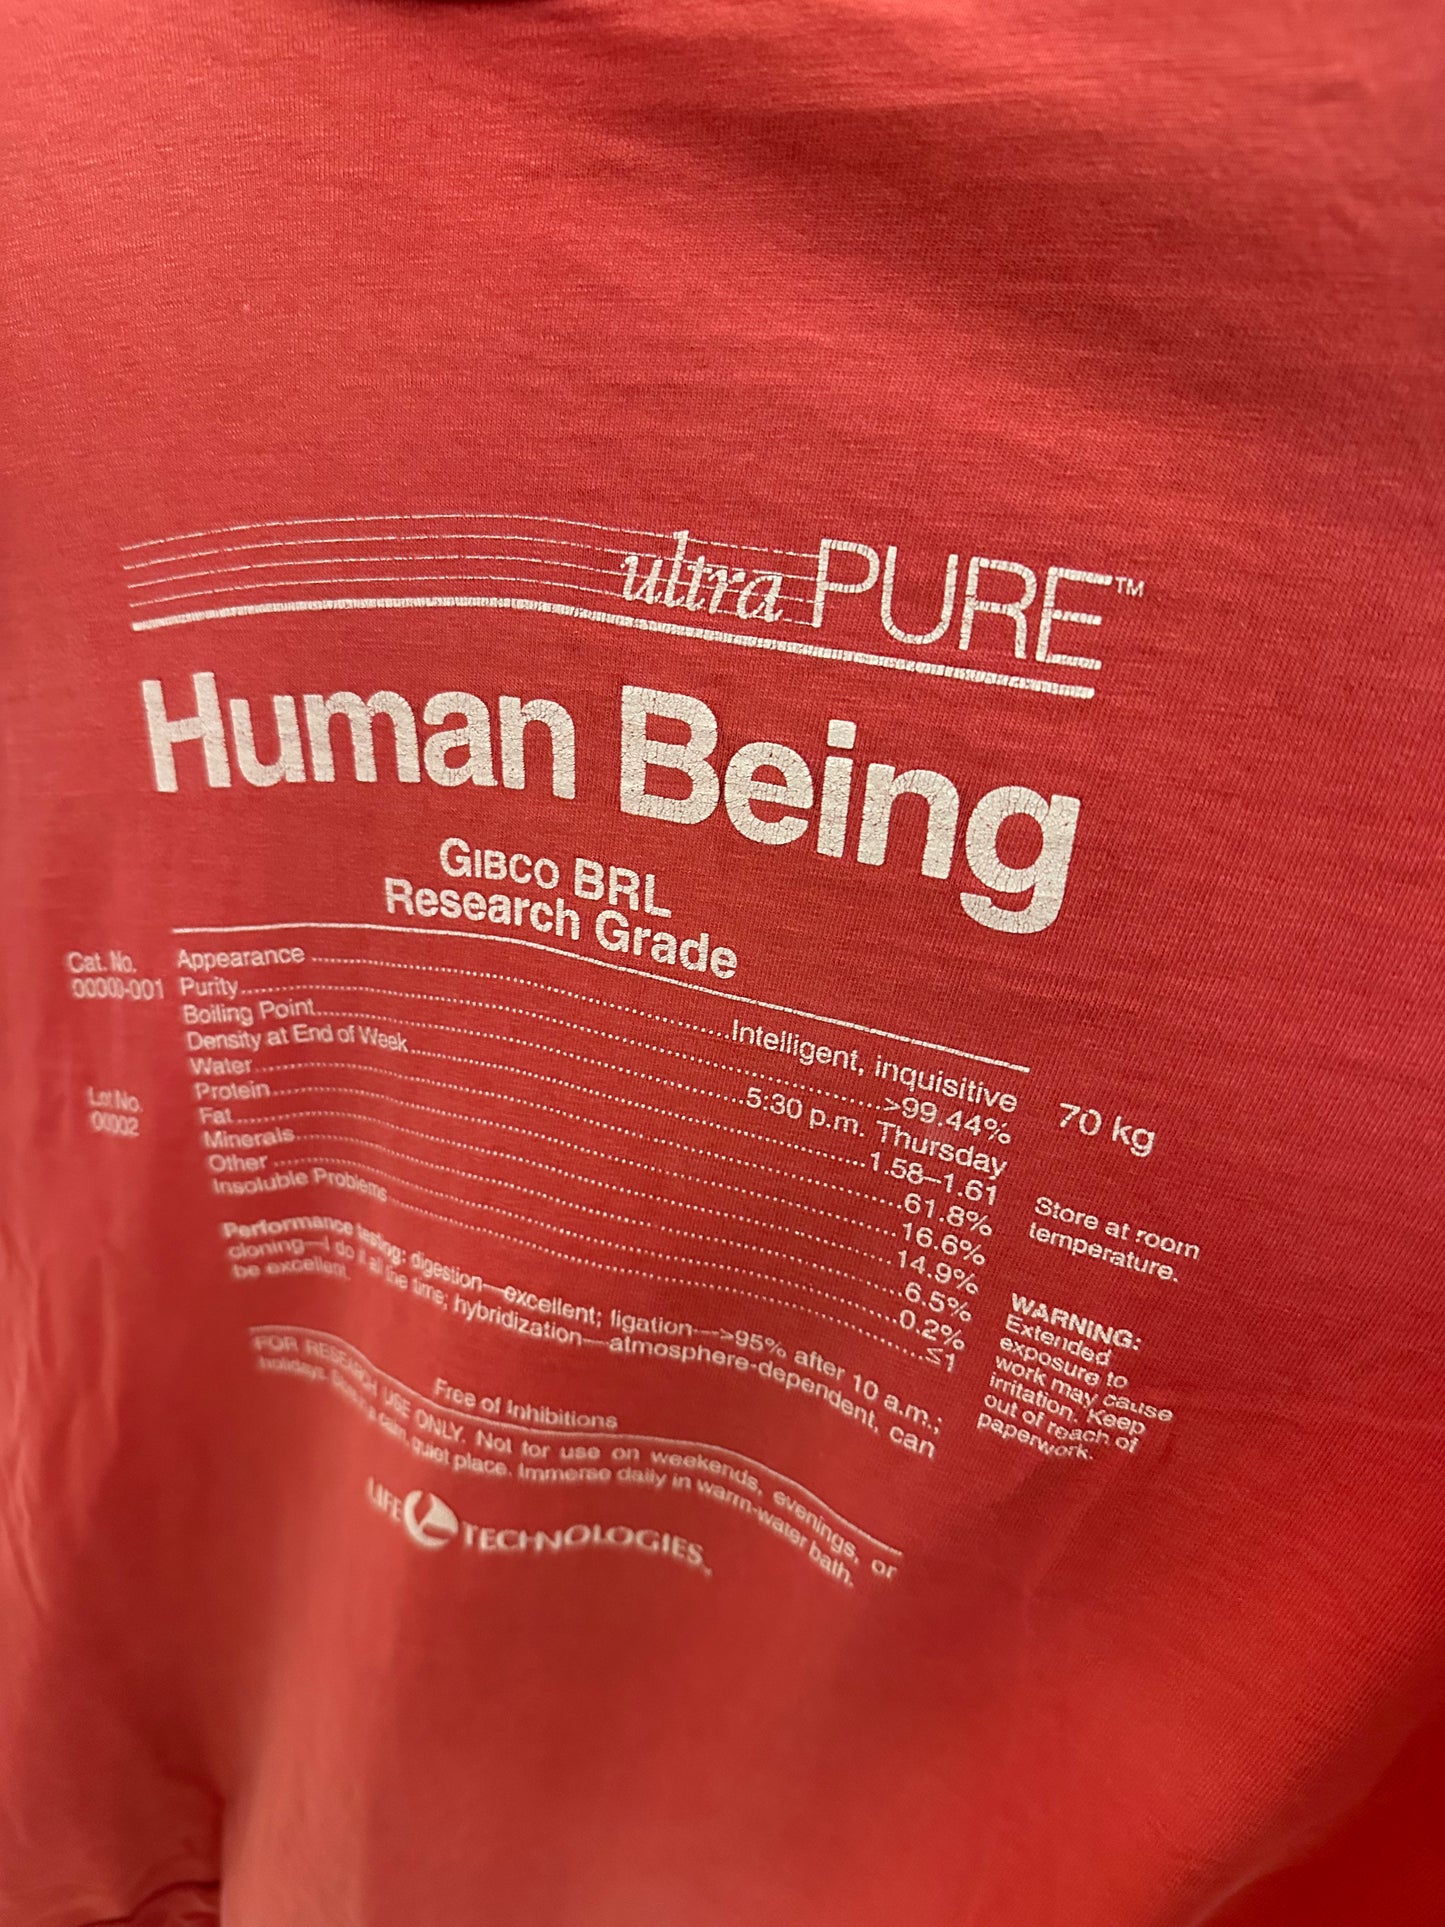 ultra PURE™
Human Being
GIBCO BRL
Research Grade
Cat. No.
00000-001
Lot No.
00002
Appearance ........ Intelligent, inquisitive
Purity ........ >99.44%
Boiling Point ........ 5:30 p.m. Thursday
Density at End of Week ........ 1.58–1.61
Water ........ 61.8%
Protein ........ 16.6%
Fat ........ 14.9%
Minerals ........ 6.5%
Other ........ 0.2%
Insoluble Problems ........ ≤1
70 kg
Store at room
temperature.
WARNING:
Extended
exposure to
work may cause
irritation. Keep
out of reach of
paperwork.
Performance testing: digestion—excellent; ligation—>95% after 10 a.m.;
cloning—I do it all the time; hybridization—atmosphere-dependent, can
be excellent.
Free of Inhibitions
FOR RESEARCH USE ONLY. Not for use on weekends, evenings, or
holidays. Store in a calm, quiet place. Immerse daily in warm-water bath.
LIFE TECHNOLOGIES™